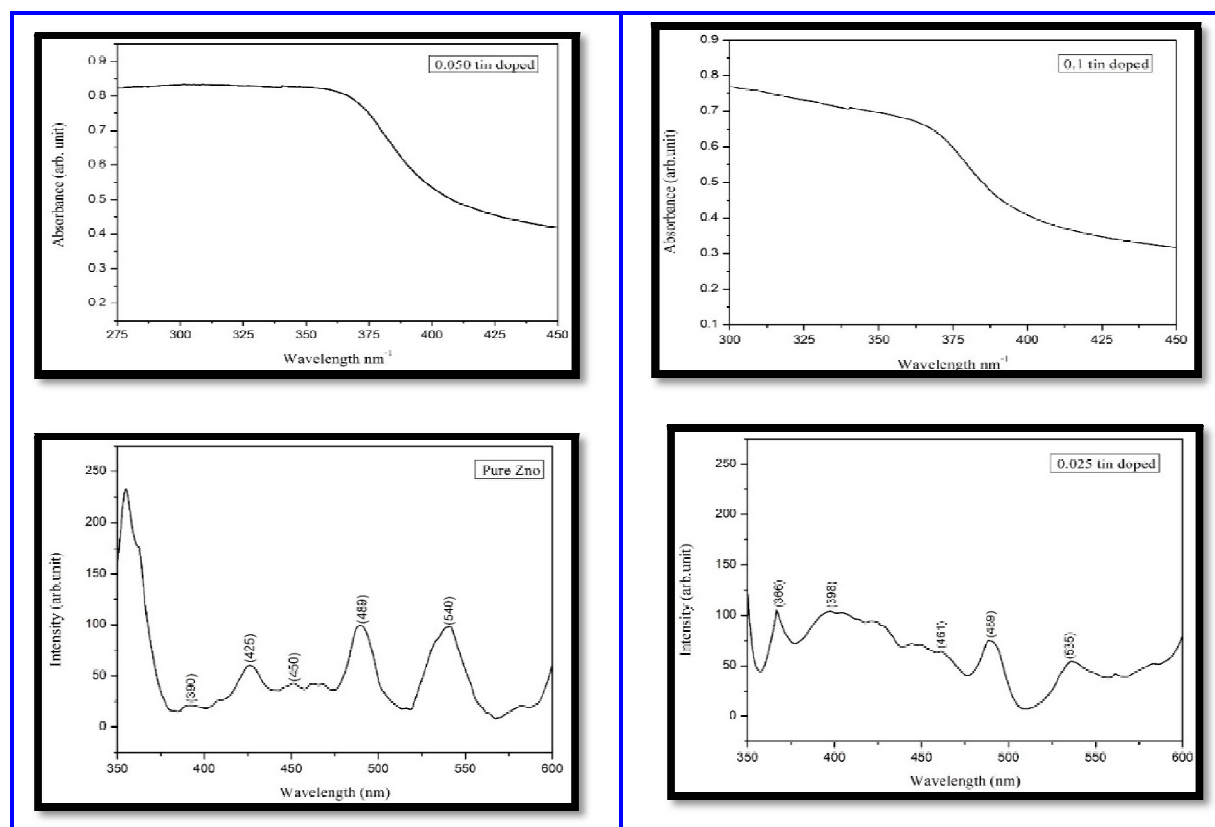 0.050 tin doped
0.9
0.8
0.7
0.6
0.5
0.4
0.3
0.2
275 300 325 350 375 400 425 450
Absorbance (arb. unit)
Wavelength nm⁻¹
0.1 tin doped
0.9
0.8
0.7
0.6
0.5
0.4
0.3
0.2
0.1
300 325 350 375 400 425 450
Absorbance (arb.unit)
Wavelength nm⁻¹
Pure Zno
250
200
150
100
50
0
(390) (425) (450) (489) (540)
350 400 450 500 550 600
Intensity (arb.unit)
Wavelength (nm)
0.025 tin doped
250
200
150
100
50
0
(366) (398) (461) (489) (535)
350 400 450 500 550 600
Intensity (arb.unit)
Wavelength (nm)